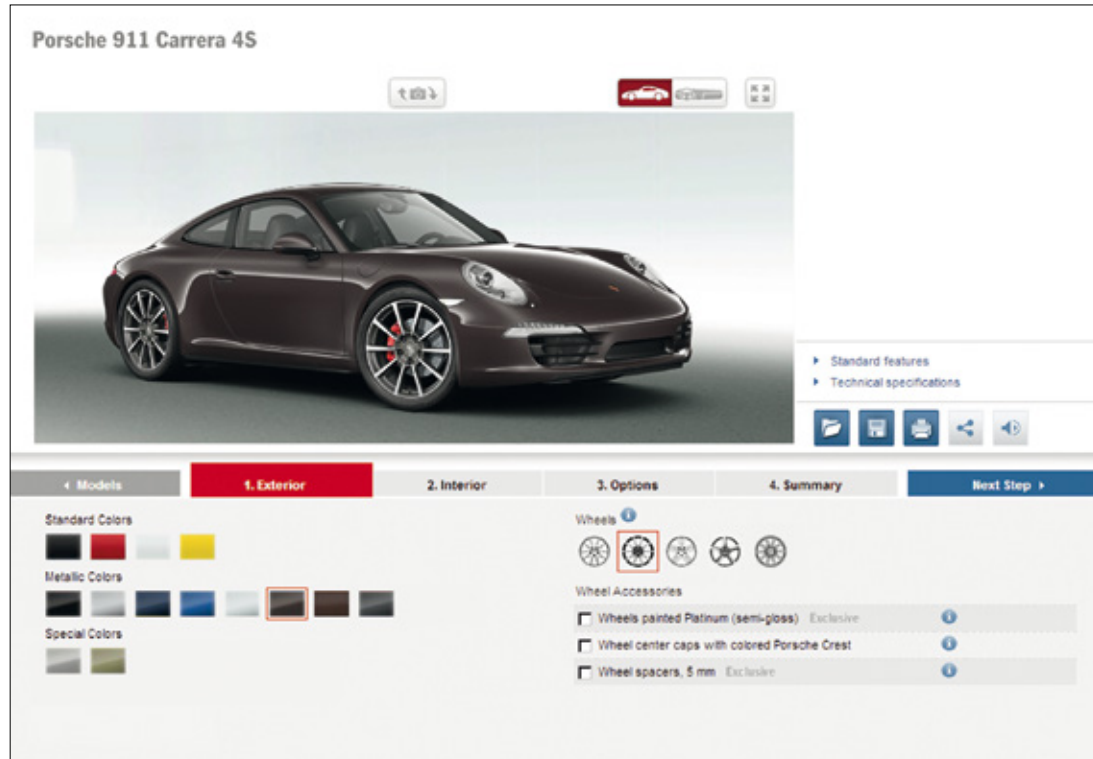 Porsche 911 Carrera 4S
Standard features
Technical specifications
Models
1. Exterior
2. Interior
3. Options
4. Summary
Next Step
Standard Colors
Metallic Colors
Special Colors
Wheels
Wheel Accessories
Wheels painted Platinum (semi-gloss) Exclusive
Wheel center caps with colored Porsche Crest
Wheel spacers, 5 mm Exclusive